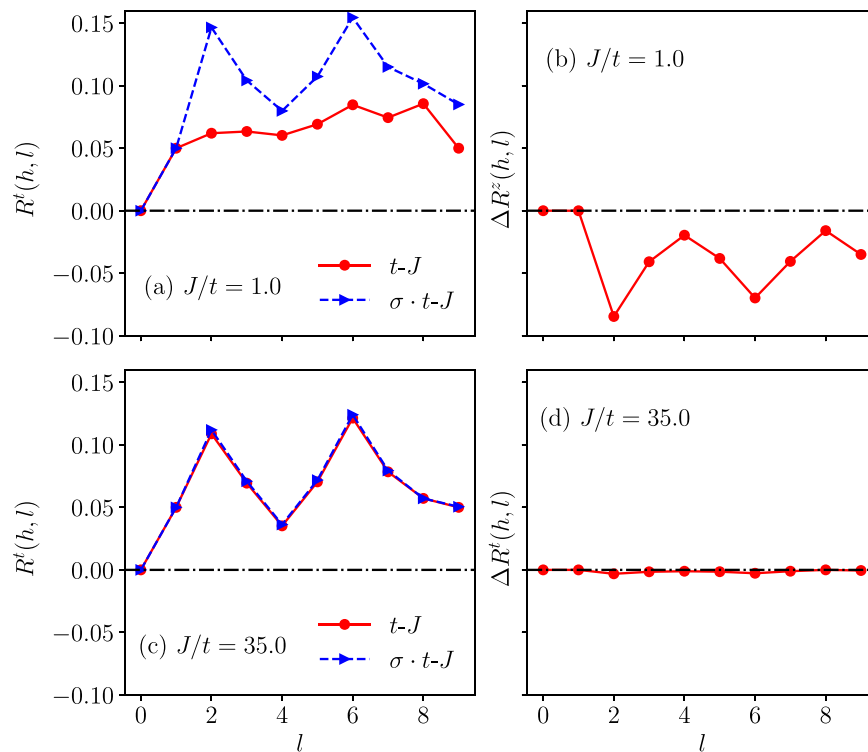 0.15
0.10
0.05
0.00
−0.05
−0.10
R^t(h, l)
(a) J/t = 1.0
t-J
σ · t-J
ΔR^z(h, l)
(b) J/t = 1.0
0.15
0.10
0.05
0.00
−0.05
−0.10
R^t(h, l)
(c) J/t = 35.0
t-J
σ · t-J
0 2 4 6 8
l
ΔR^t(h, l)
(d) J/t = 35.0
0 2 4 6 8
l